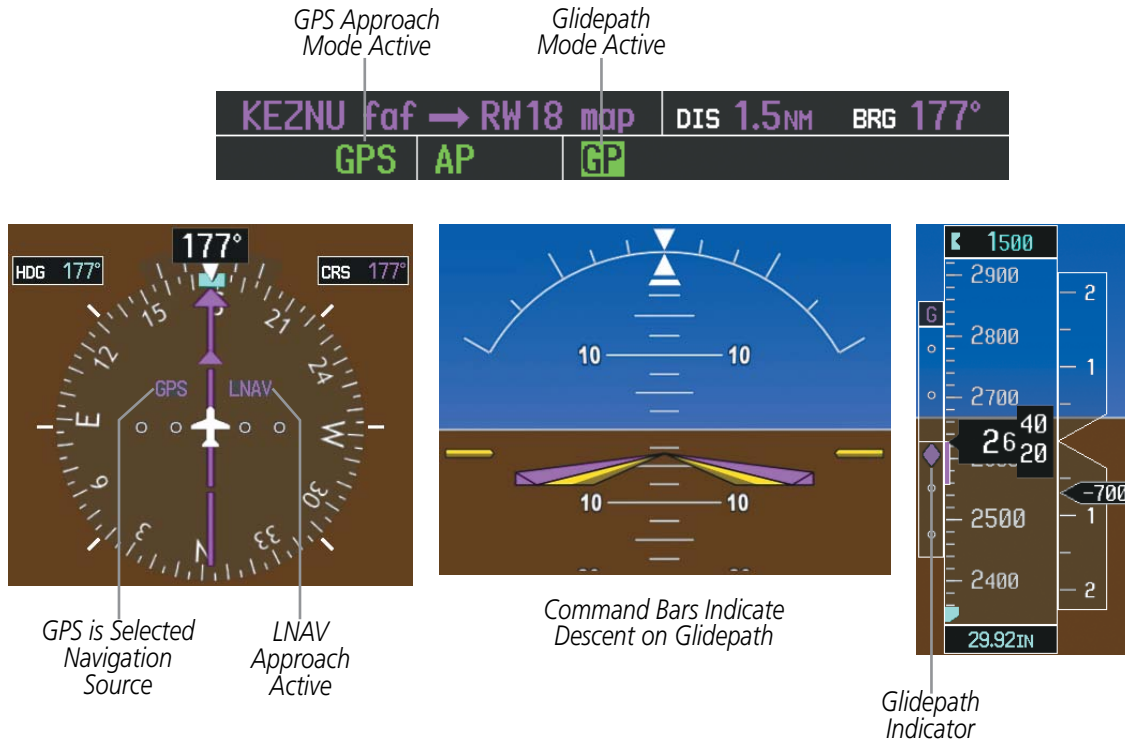 GPS Approach
Mode Active
Glidepath
Mode Active
KEZNU faf → RW18 map DIS 1.5NM BRG 177°
GPS AP GP
177°
HDG 177°
CRS 177°
S
21
24
W
30
33
N
3
6
E
12
15
GPS LNAV
GPS is Selected
Navigation
Source
LNAV
Approach
Active
10 10
10 10
Command Bars Indicate
Descent on Glidepath
1500
2900
2800
2700
2640
20
2500
2400
G
2
1
-700
1
2
29.92IN
Glidepath
Indicator